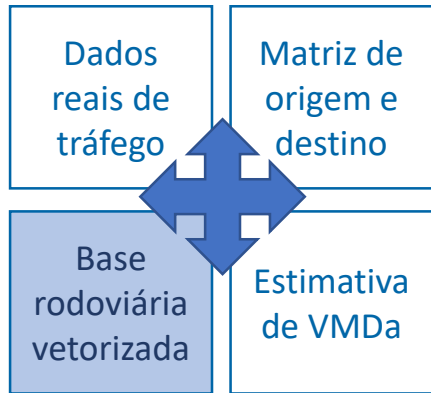 Dados
reais de
tráfego
Matriz de
origem e
destino
Base
rodoviária
vetorizada
Estimativa
de VMDa